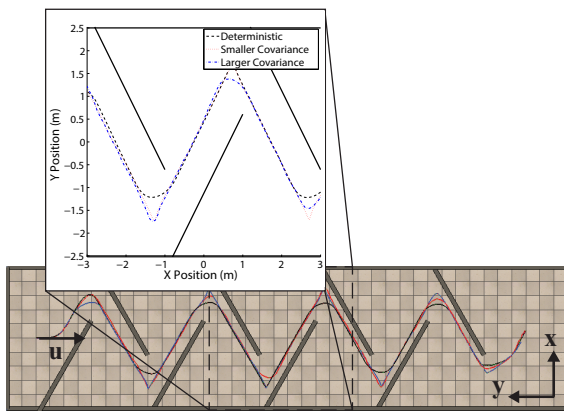 2.5
2
1.5
1
0.5
0
−0.5
−1
−1.5
−2
−2.5
Y Position (m)
Deterministic
Smaller Covariance
Larger Covariance
−3 −2 −1 0 1 2 3
X Position (m)
u
x
y